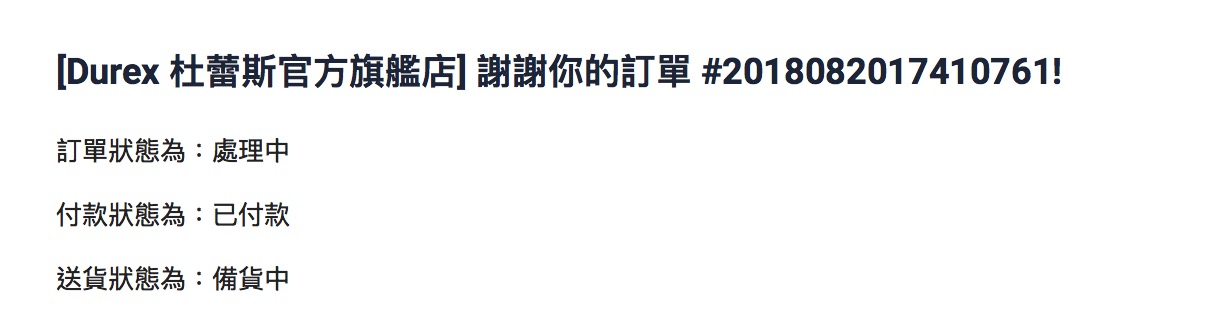 [Durex 杜蕾斯官方旗艦店] 謝謝你的訂單 #2018082017410761!
訂單狀態為：處理中
付款狀態為：已付款
送貨狀態為：備貨中